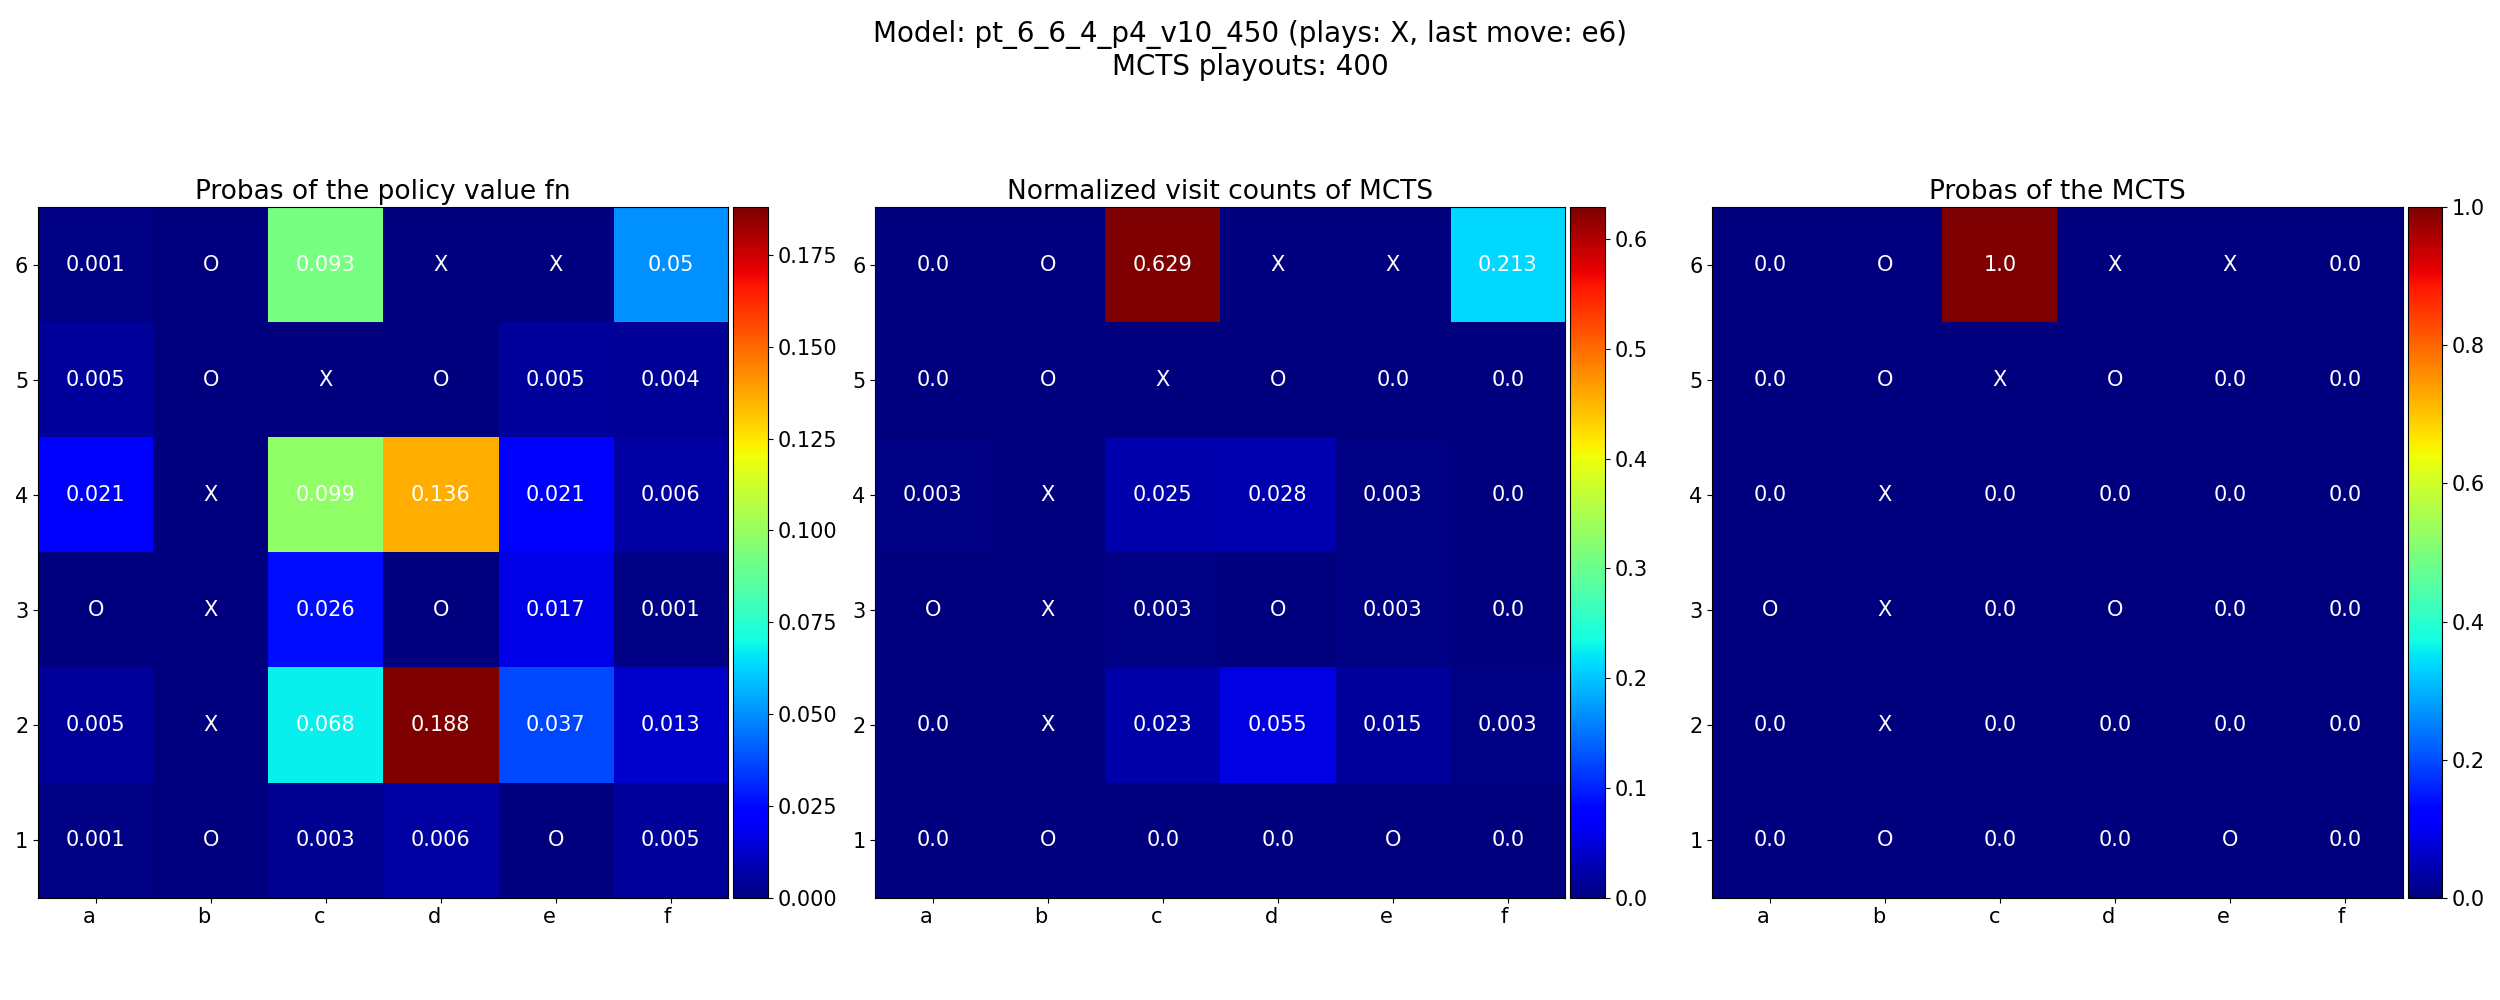 Model: pt_6_6_4_p4_v10_450 (plays: X, last move: e6)
MCTS playouts: 400
Probas of the policy value fn
6 0.001 O 0.093 X X 0.05
5 0.005 O X O 0.005 0.004
4 0.021 X 0.099 0.136 0.021 0.006
3 O X 0.026 O 0.017 0.001
2 0.005 X 0.068 0.188 0.037 0.013
1 0.001 O 0.003 0.006 O 0.005
a b c d e f
0.175
0.150
0.125
0.100
0.075
0.050
0.025
0.000
Normalized visit counts of MCTS
6 0.0 O 0.629 X X 0.213
5 0.0 O X O 0.0 0.0
4 0.003 X 0.025 0.028 0.003 0.0
3 O X 0.003 O 0.003 0.0
2 0.0 X 0.023 0.055 0.015 0.003
1 0.0 O 0.0 0.0 O 0.0
a b c d e f
0.6
0.5
0.4
0.3
0.2
0.1
0.0
Probas of the MCTS
6 0.0 O 1.0 X X 0.0
5 0.0 O X O 0.0 0.0
4 0.0 X 0.0 0.0 0.0 0.0
3 O X 0.0 O 0.0 0.0
2 0.0 X 0.0 0.0 0.0 0.0
1 0.0 O 0.0 0.0 O 0.0
a b c d e f
1.0
0.8
0.6
0.4
0.2
0.0